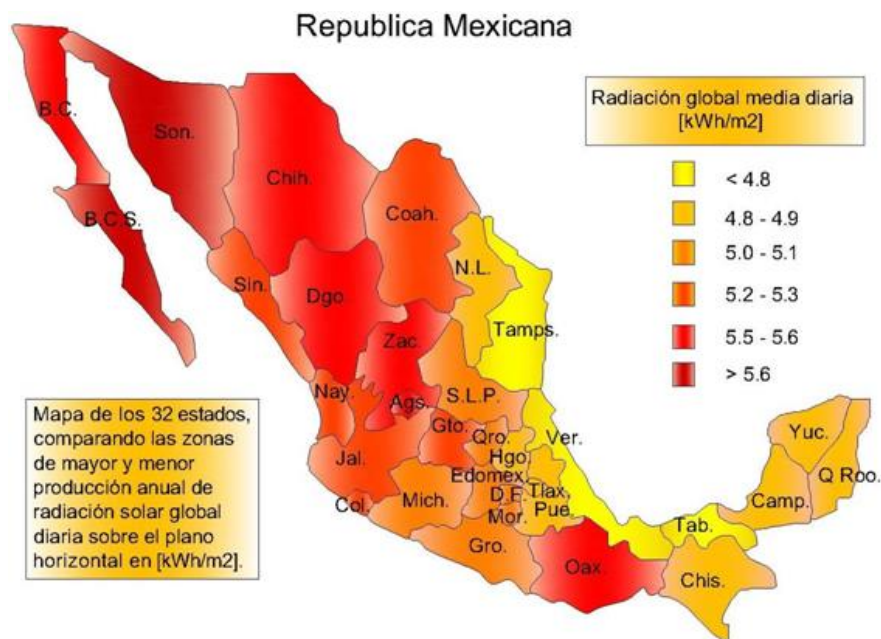 Republica Mexicana
Radiación global media diaria
[kWh/m2]
< 4.8
4.8 - 4.9
5.0 - 5.1
5.2 - 5.3
5.5 - 5.6
> 5.6
B.C.
Son.
Chih.
B.C.S.
Coah.
Sin.
Dgo.
N.L.
Tamps.
Zac.
Nay.
Ags.
S.L.P.
Gto.
Qro.
Ver.
Hgo.
Jal.
Edomex.
Col.
Mich.
D.F.
Tlax.
Mor.
Pue.
Gro.
Oax.
Tab.
Chis.
Camp.
Yuc.
Q Roo.
Mapa de los 32 estados,
comparando las zonas
de mayor y menor
producción anual de
radiación solar global
diaria sobre el plano
horizontal en [kWh/m2].